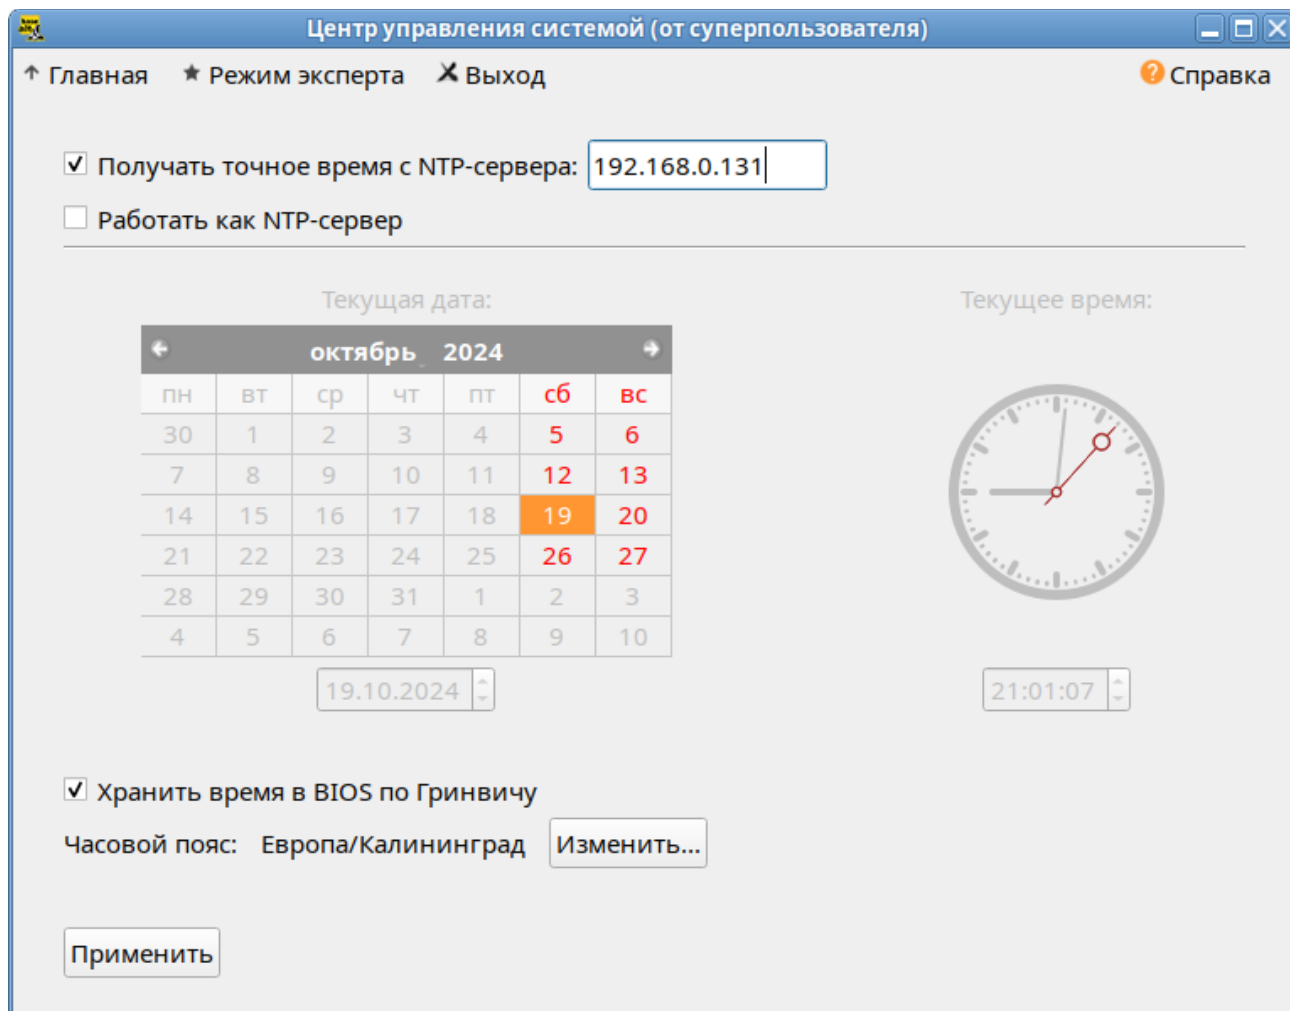 Центр управления системой (от суперпользователя)
Главная Режим эксперта Выход Справка
Получать точное время с NTP-сервера: 192.168.0.131
Работать как NTP-сервер
Текущая дата: Текущее время:
октябрь 2024
пн вт ср чт пт сб вс
30 1 2 3 4 5 6
7 8 9 10 11 12 13
14 15 16 17 18 19 20
21 22 23 24 25 26 27
28 29 30 31 1 2 3
4 5 6 7 8 9 10
19.10.2024 21:01:07
Хранить время в BIOS по Гринвичу
Часовой пояс: Европа/Калининград Изменить...
Применить